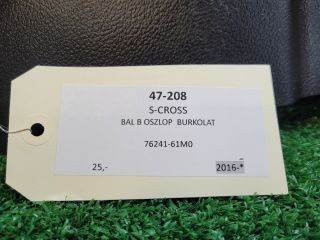 47-208
S-CROSS
BAL B OSZLOP BURKOLAT
76241-61M0
25,- 2016-*